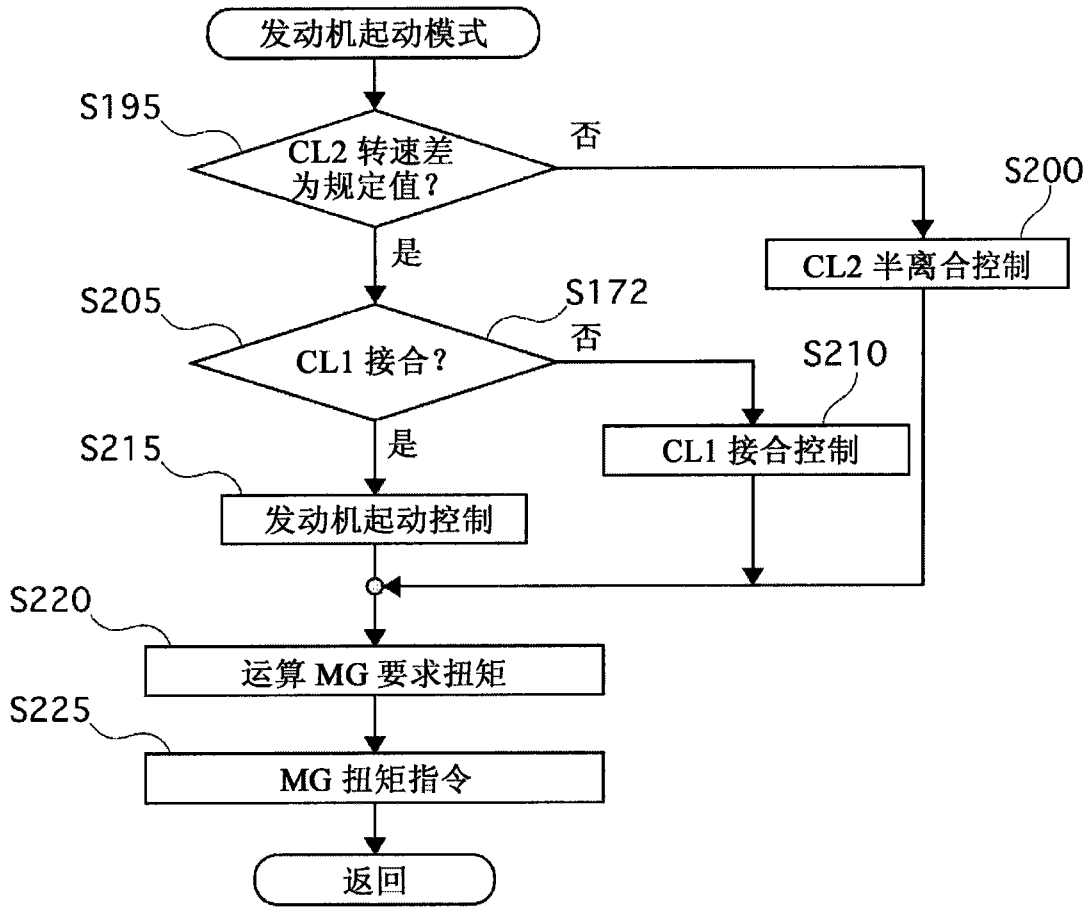 发动机起动模式
S195
CL2 转速差
为规定值？
否
S200
CL2 半离合控制
是
S205
S172
CL1 接合？
否
S210
CL1 接合控制
是
S215
发动机起动控制
S220
运算 MG 要求扭矩
S225
MG 扭矩指令
返回